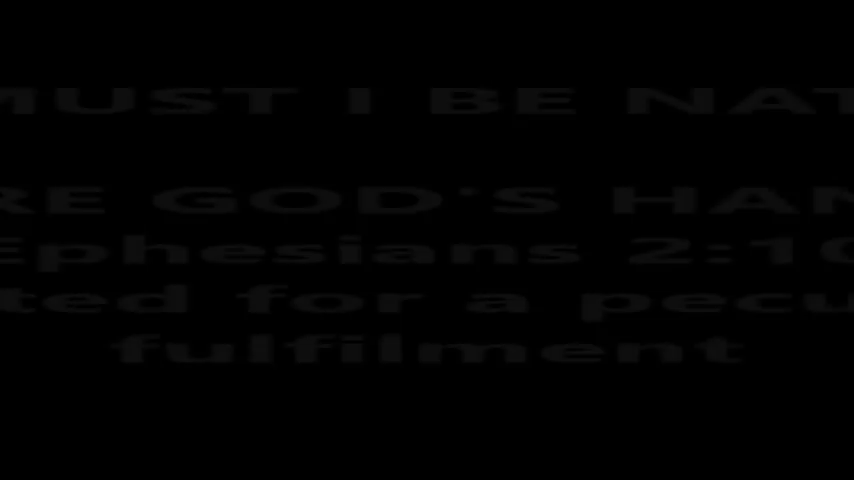 MUST I BE NAT
RE GOD'S HAN
Ephesians 2:10
ted for a pecu
fulfilment